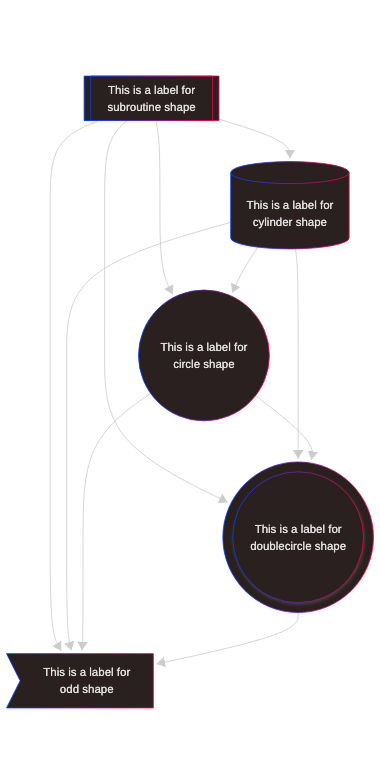 This is a label for
subroutine shape
This is a label for
cylinder shape
This is a label for
circle shape
This is a label for
doublecircle shape
This is a label for
odd shape